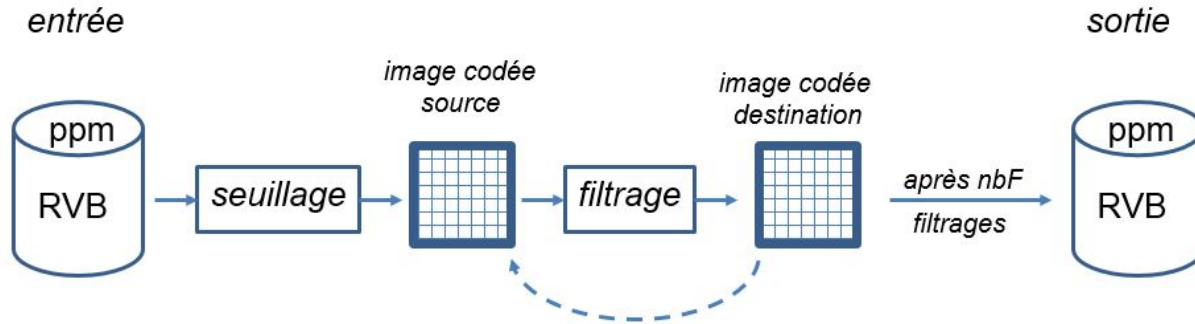 entrée
sortie
image codée
source
image codée
destination
ppm
RVB
seuillage
filtrage
après nbF
filtrages
ppm
RVB